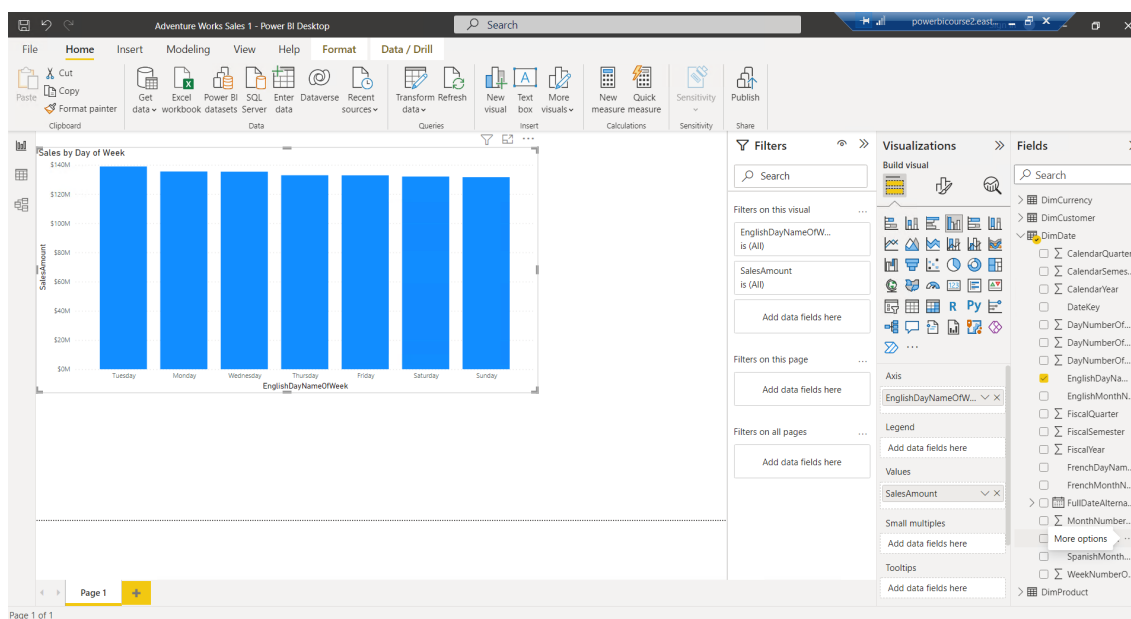 Adventure Works Sales 1 - Power BI Desktop
Search
powerbicourse2.east...
File Home Insert Modeling View Help Format Data / Drill
Paste
Cut
Copy
Format painter
Get data
Excel workbook
Power BI datasets
SQL Server
Enter data
Dataverse
Recent sources
Transform data
Refresh
New visual
Text box
More visuals
New measure
Quick measure
Sensitivity
Publish
Clipboard
Data
Queries
Insert
Calculations
Sensitivity
Share
Sales by Day of Week
$140M
$120M
$100M
$80M
$60M
$40M
$20M
$0M
SalesAmount
Tuesday Monday Wednesday Thursday Friday Saturday Sunday
EnglishDayNameOfWeek
Filters
Search
Filters on this visual ...
EnglishDayNameOfW...
is (All)
SalesAmount
is (All)
Add data fields here
Filters on this page ...
Add data fields here
Filters on all pages ...
Add data fields here
Visualizations
Build visual
123
R Py
...
Axis
EnglishDayNameOfW...
Legend
Add data fields here
Values
SalesAmount
Small multiples
Add data fields here
Tooltips
Add data fields here
Fields
Search
DimCurrency
DimCustomer
DimDate
CalendarQuarter
CalendarSemes...
CalendarYear
DateKey
DayNumberOf...
DayNumberOf...
DayNumberOf...
EnglishDayNa...
EnglishMonthN...
FiscalQuarter
FiscalSemester
FiscalYear
FrenchDayNam...
FrenchMonthN...
FullDateAlterna...
MonthNumber...
More options
SpanishMonth...
WeekNumberO...
DimProduct
Page 1
Page 1 of 1